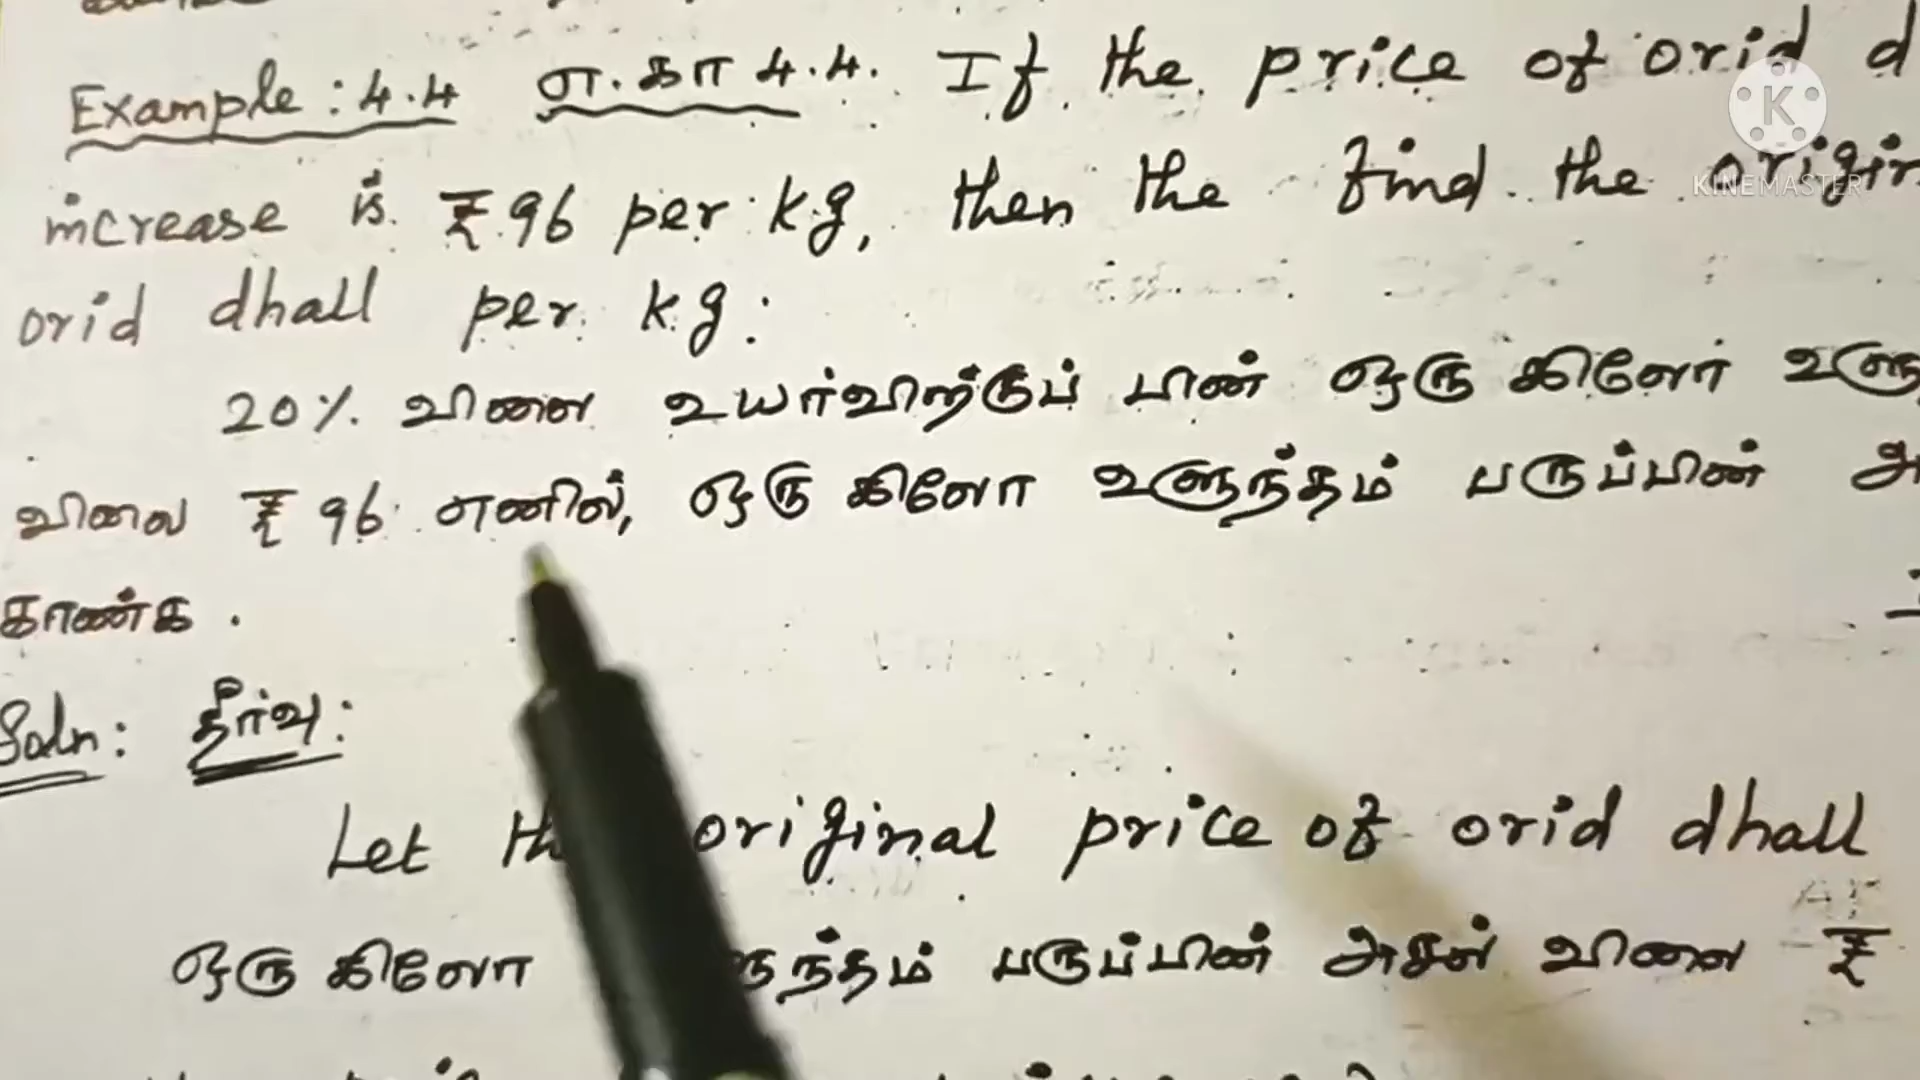 Example: 4.4 எ.கா 4.4. If the price of orid d
increase is ₹ 96 per kg, then the find the origin
orid dhall per kg:
20% விலை உயர்விற்குப் பின் ஒரு கிலோ உளு
விலை ₹ 96 எனில், ஒரு கிலோ உளுந்தம் பருப்பின் அ
காண்க.
Soln: தீர்வு:
Let th original price of orid dhall
ஒரு கிலோ ுந்தம் பருப்பின் அசல் விலை ₹
K
KINEMASTER